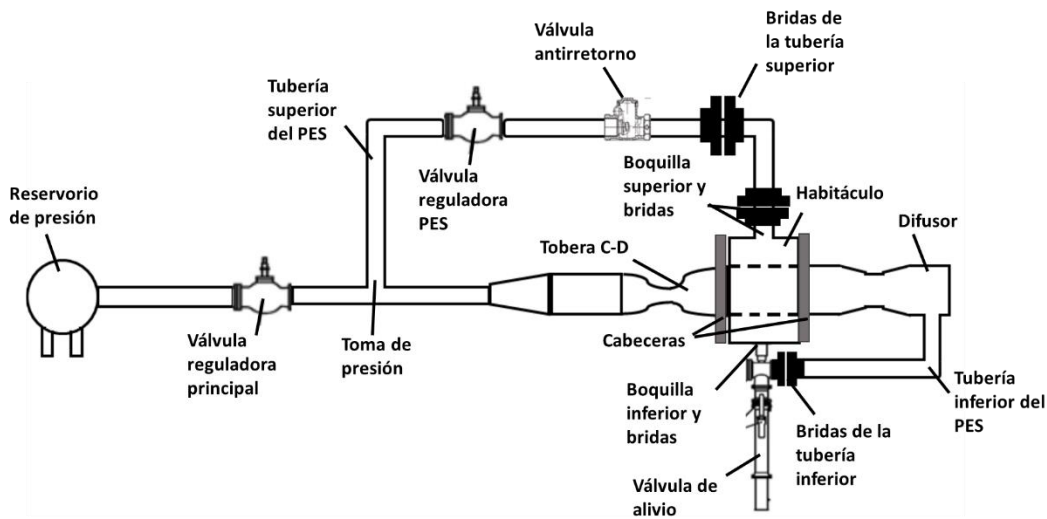 Válvula
antirretorno
Bridas de
la tubería
superior
Tubería
superior
del PES
Válvula
reguladora
PES
Boquilla
superior y
bridas
Habitáculo
Reservorio
de presión
Tobera C-D
Difusor
Válvula
reguladora
principal
Toma de
presión
Cabeceras
Boquilla
inferior y
bridas
Bridas de la
tubería
inferior
Tubería
inferior del
PES
Válvula de
alivio